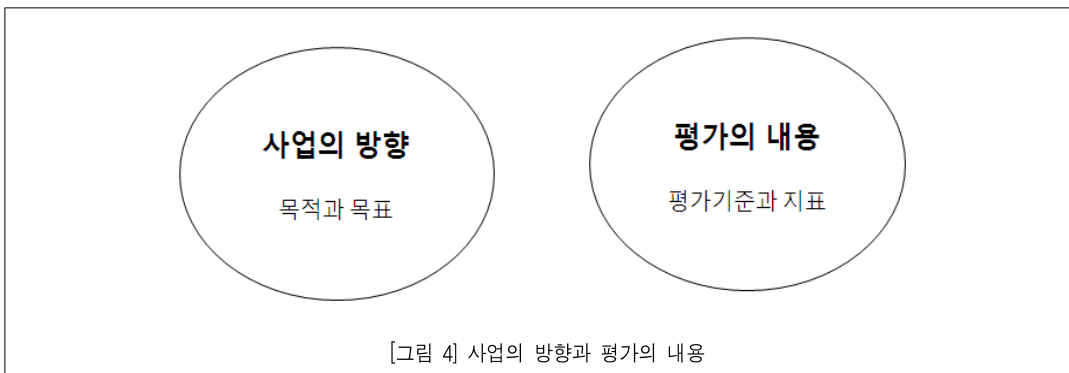 사업의 방향
목적과 목표
평가의 내용
평가기준과 지표
[그림 4] 사업의 방향과 평가의 내용